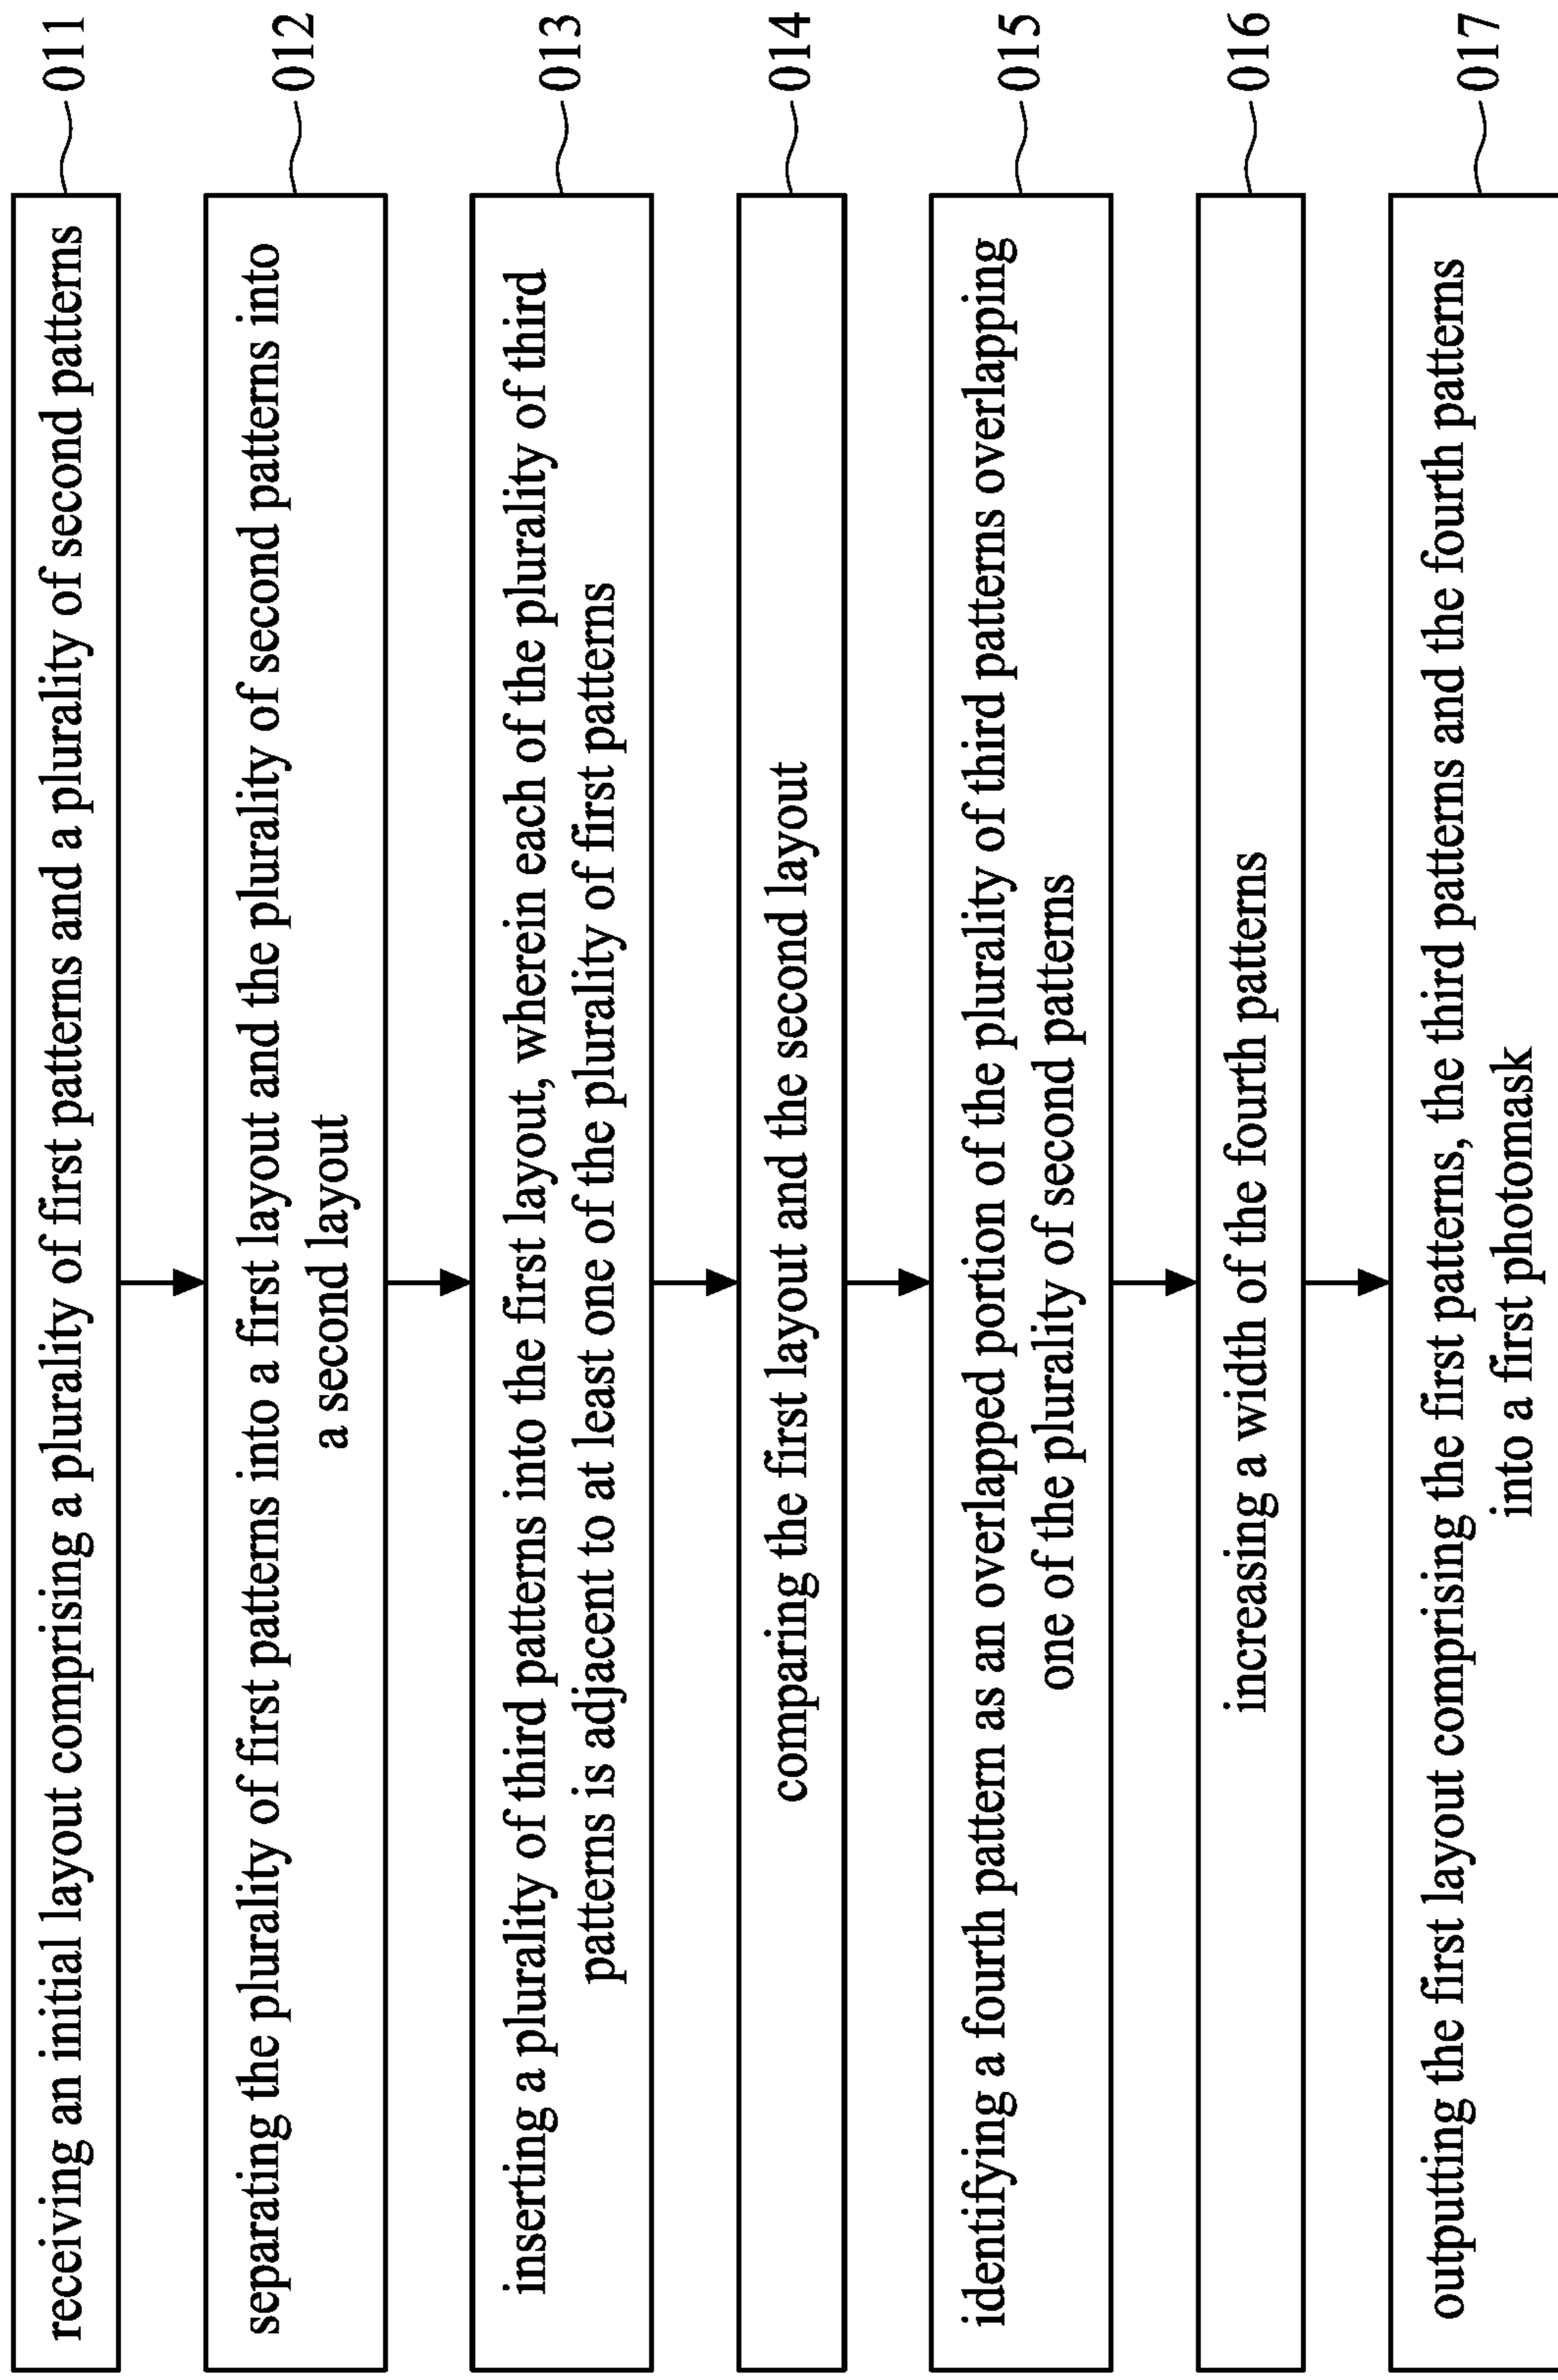 receiving an initial layout comprising a plurality of first patterns and a plurality of second patterns
011
separating the plurality of first patterns into a first layout and the plurality of second patterns into
a second layout
012
inserting a plurality of third patterns into the first layout, wherein each of the plurality of third
patterns is adjacent to at least one of the plurality of first patterns
013
comparing the first layout and the second layout
014
identifying a fourth pattern as an overlapped portion of the plurality of third patterns overlapping
one of the plurality of second patterns
015
increasing a width of the fourth patterns
016
outputting the first layout comprising the first patterns, the third patterns and the fourth patterns
into a first photomask
017